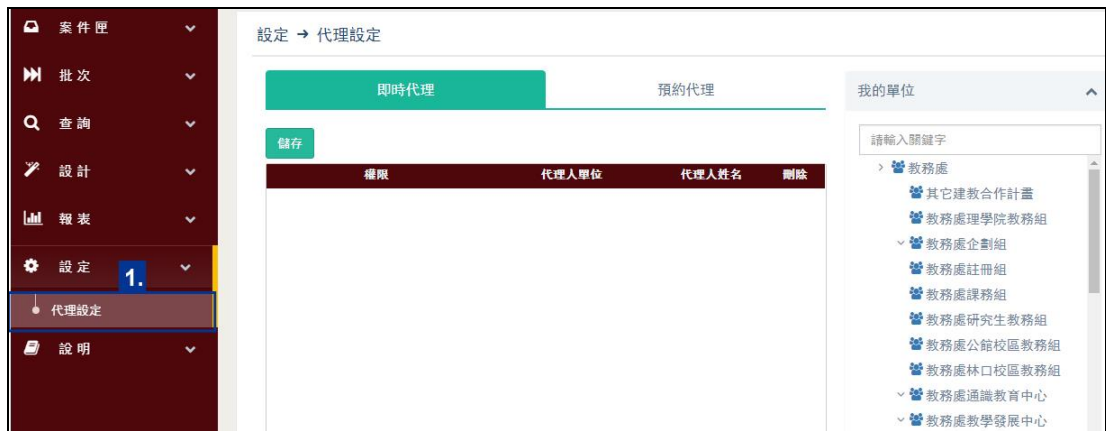 案件匣
批次
查詢
設計
報表
設定
1.
代理設定
說明
設定 → 代理設定
即時代理
預約代理
儲存
權限 代理人單位 代理人姓名 刪除
我的單位
請輸入關鍵字
教務處
其它建教合作計畫
教務處理學院教務組
教務處企劃組
教務處註冊組
教務處課務組
教務處研究生教務組
教務處公館校區教務組
教務處林口校區教務組
教務處通識教育中心
教務處教學發展中心